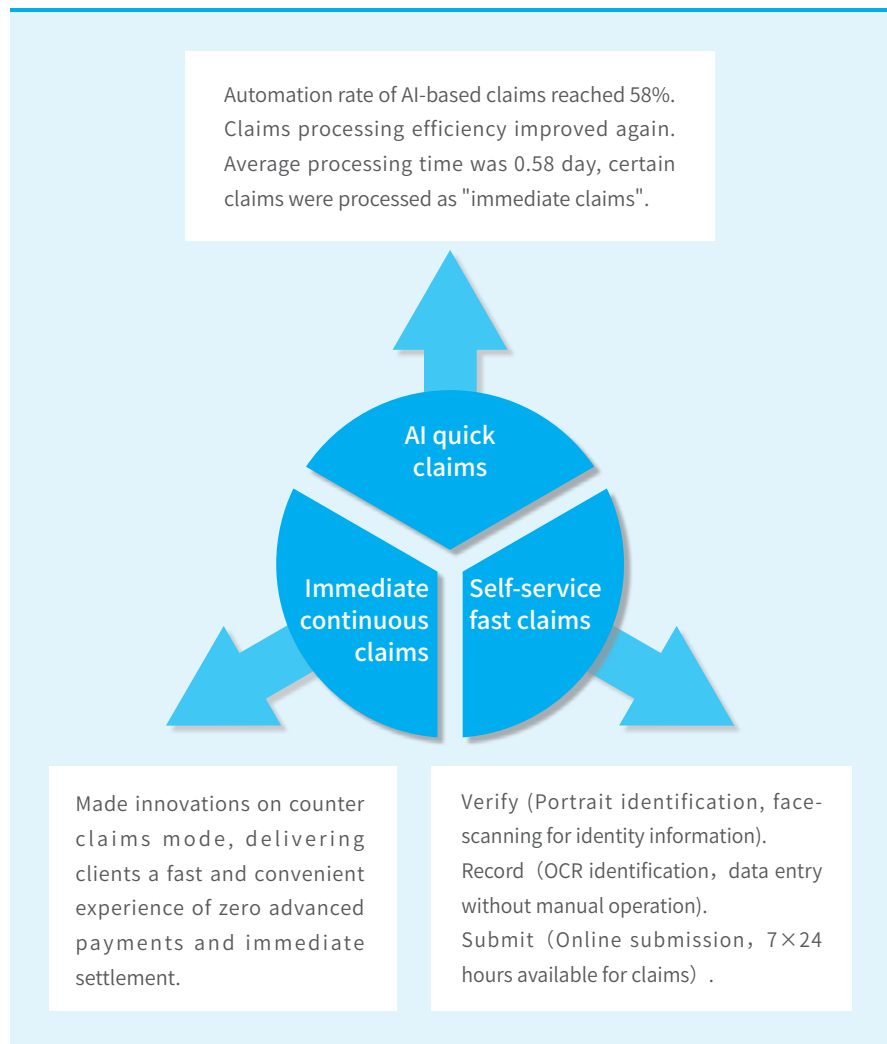 Automation rate of AI-based claims reached 58%.
Claims processing efficiency improved again.
Average processing time was 0.58 day, certain
claims were processed as "immediate claims".
AI quick
claims
Immediate
continuous
claims
Self-service
fast claims
Made innovations on counter
claims mode, delivering
clients a fast and convenient
experience of zero advanced
payments and immediate
settlement.
Verify (Portrait identification, face-
scanning for identity information).
Record（OCR identification，data entry
without manual operation).
Submit（Online submission，7×24
hours available for claims）.